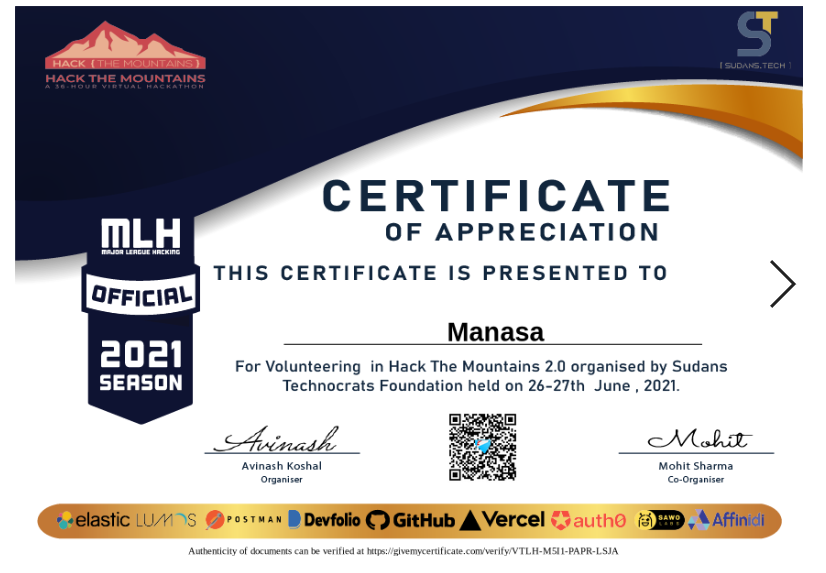 HACK {THE MOUNTAINS}
HACK THE MOUNTAINS
A 36-HOUR VIRTUAL HACKATHON
ST
[ SUDANS.TECH ]
CERTIFICATE
OF APPRECIATION
MLH
MAJOR LEAGUE HACKING
THIS CERTIFICATE IS PRESENTED TO
OFFICIAL
2021
SEASON
Manasa
For Volunteering in Hack The Mountains 2.0 organised by Sudans
Technocrats Foundation held on 26-27th June , 2021.
Avinash
Mohit
Avinash Koshal
Mohit Sharma
Organiser
Co-Organiser
elastic LUMOS POSTMAN Devfolio GitHub Vercel auth0 SAWO LABS Affinidi
Authenticity of documents can be verified at https://givemycertificate.com/verify/VTLH-M5I1-PAPR-LSJA